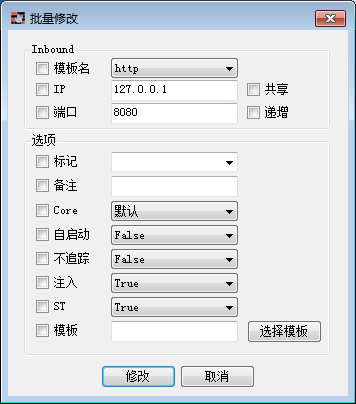 批量修改
Inbound
模板名 http
IP 127.0.0.1 共享
端口 8080 递增
选项
标记
备注
Core 默认
自启动 False
不追踪 False
注入 True
ST True
模板 选择模板
修改 取消